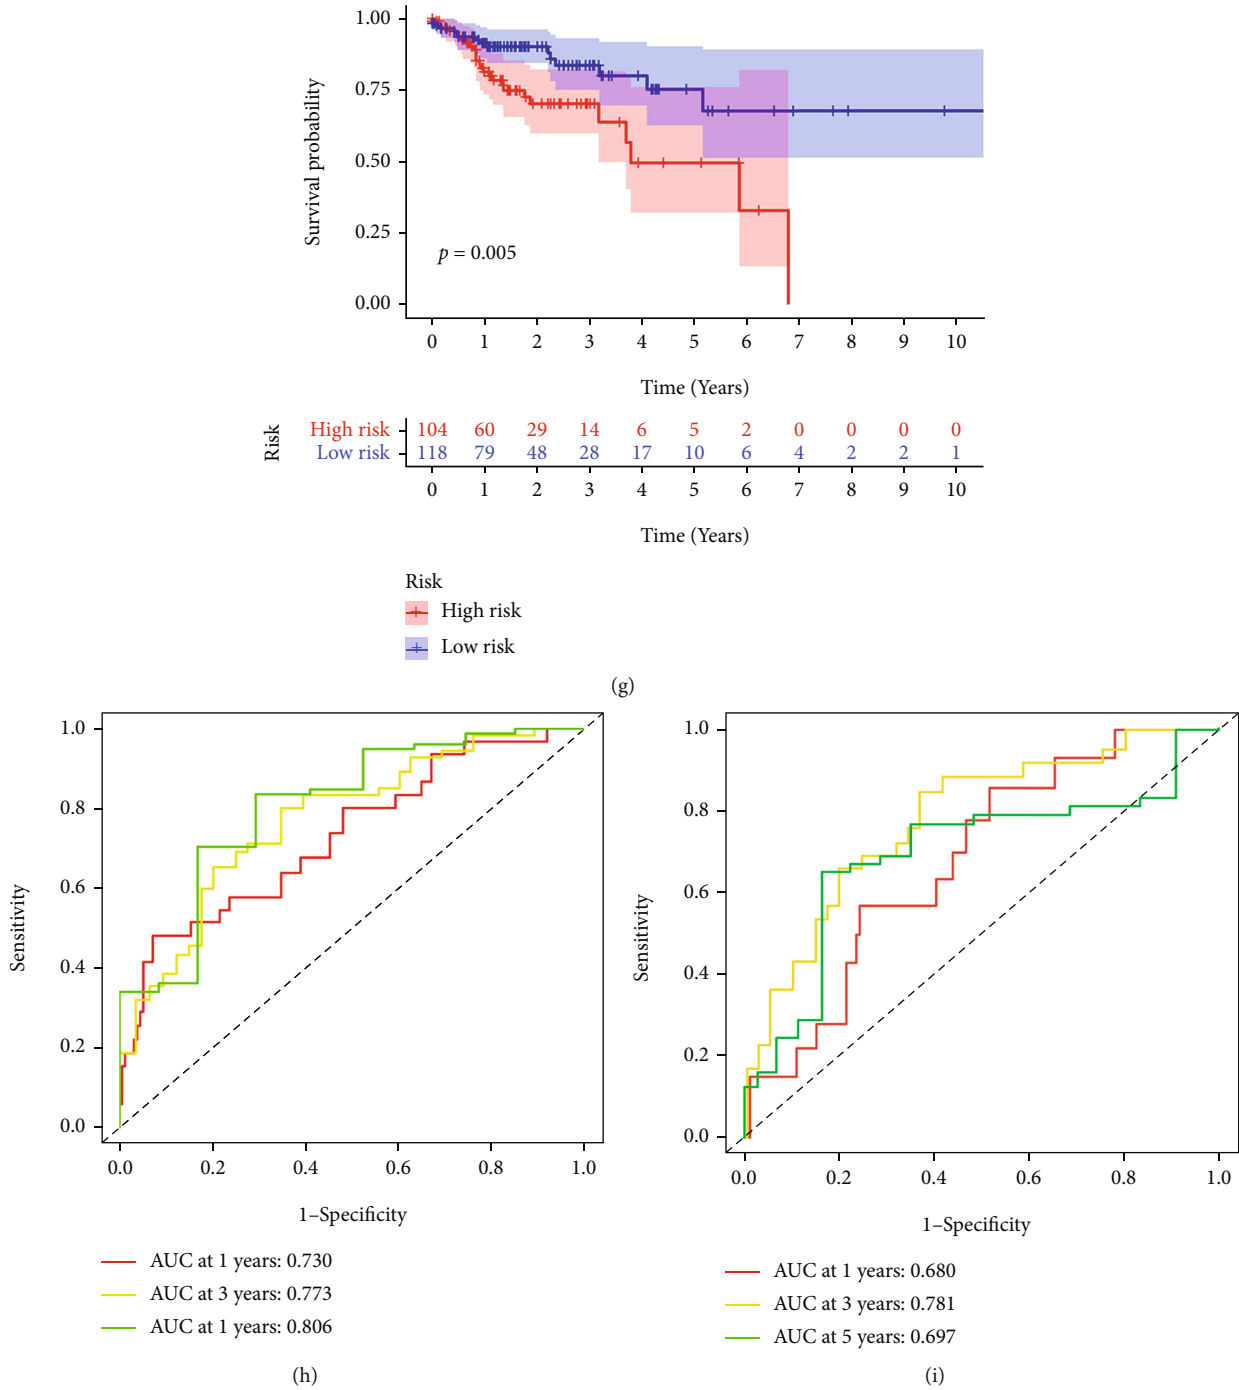 1.00
0.75
0.50
0.25
0.00
Survival probability
p = 0.005
0 1 2 3 4 5 6 7 8 9 10
Time (Years)
Risk
High risk 104 60 29 14 6 5 2 0 0 0 0
Low risk 118 79 48 28 17 10 6 4 2 2 1
0 1 2 3 4 5 6 7 8 9 10
Time (Years)
Risk
High risk
Low risk
(g)
1.0
0.8
0.6
0.4
0.2
0.0
Sensitivity
0.0 0.2 0.4 0.6 0.8 1.0
1–Specificity
AUC at 1 years: 0.730
AUC at 3 years: 0.773
AUC at 1 years: 0.806
(h)
1.0
0.8
0.6
0.4
0.2
0.0
Sensitivity
0.0 0.2 0.4 0.6 0.8 1.0
1–Specificity
AUC at 1 years: 0.680
AUC at 3 years: 0.781
AUC at 5 years: 0.697
(i)